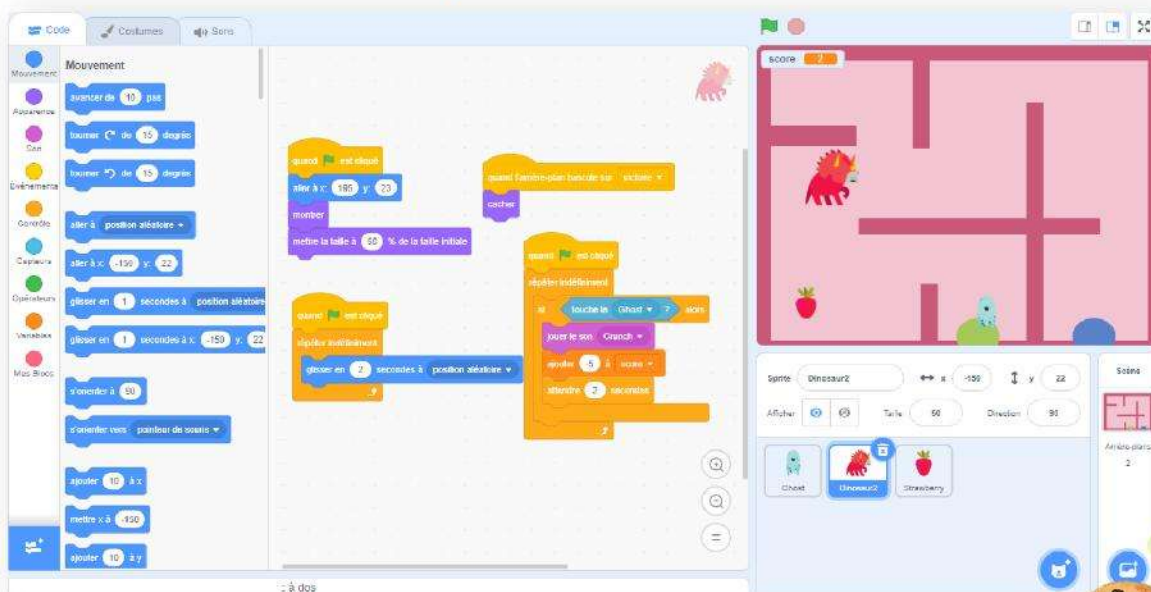 Code
Costumes
Sons
Mouvement
Apparence
Son
Évènements
Contrôle
Capteurs
Opérateurs
Variables
Mes Blocs
Mouvement
avancer de 10 pas
tourner de 15 degrés
tourner de 15 degrés
aller à position aléatoire
aller à x: -150 y: 22
glisser en 1 secondes à position aléatoire
glisser en 1 secondes à x: -150 y: 22
s'orienter à 90
s'orienter vers pointeur de souris
ajouter 10 à x
mettre x à -150
ajouter 10 à y
quand est cliqué
aller à x: 195 y: 23
montrer
mettre la taille à 50 % de la taille initiale
quand l'arrière-plan bascule sur victoire
cacher
quand est cliqué
répéter indéfiniment
glisser en 2 secondes à position aléatoire
quand est cliqué
répéter indéfiniment
si touche le Ghost ? alors
jouer le son Crunch
ajouter -5 à score
attendre 2 secondes
: à dos
score 2
Sprite Dinosaur2 x -150 y 22
Afficher Taille 50 Direction 90
Ghost
Dinosaur2
Strawberry
Scène
Arrière-plans
2